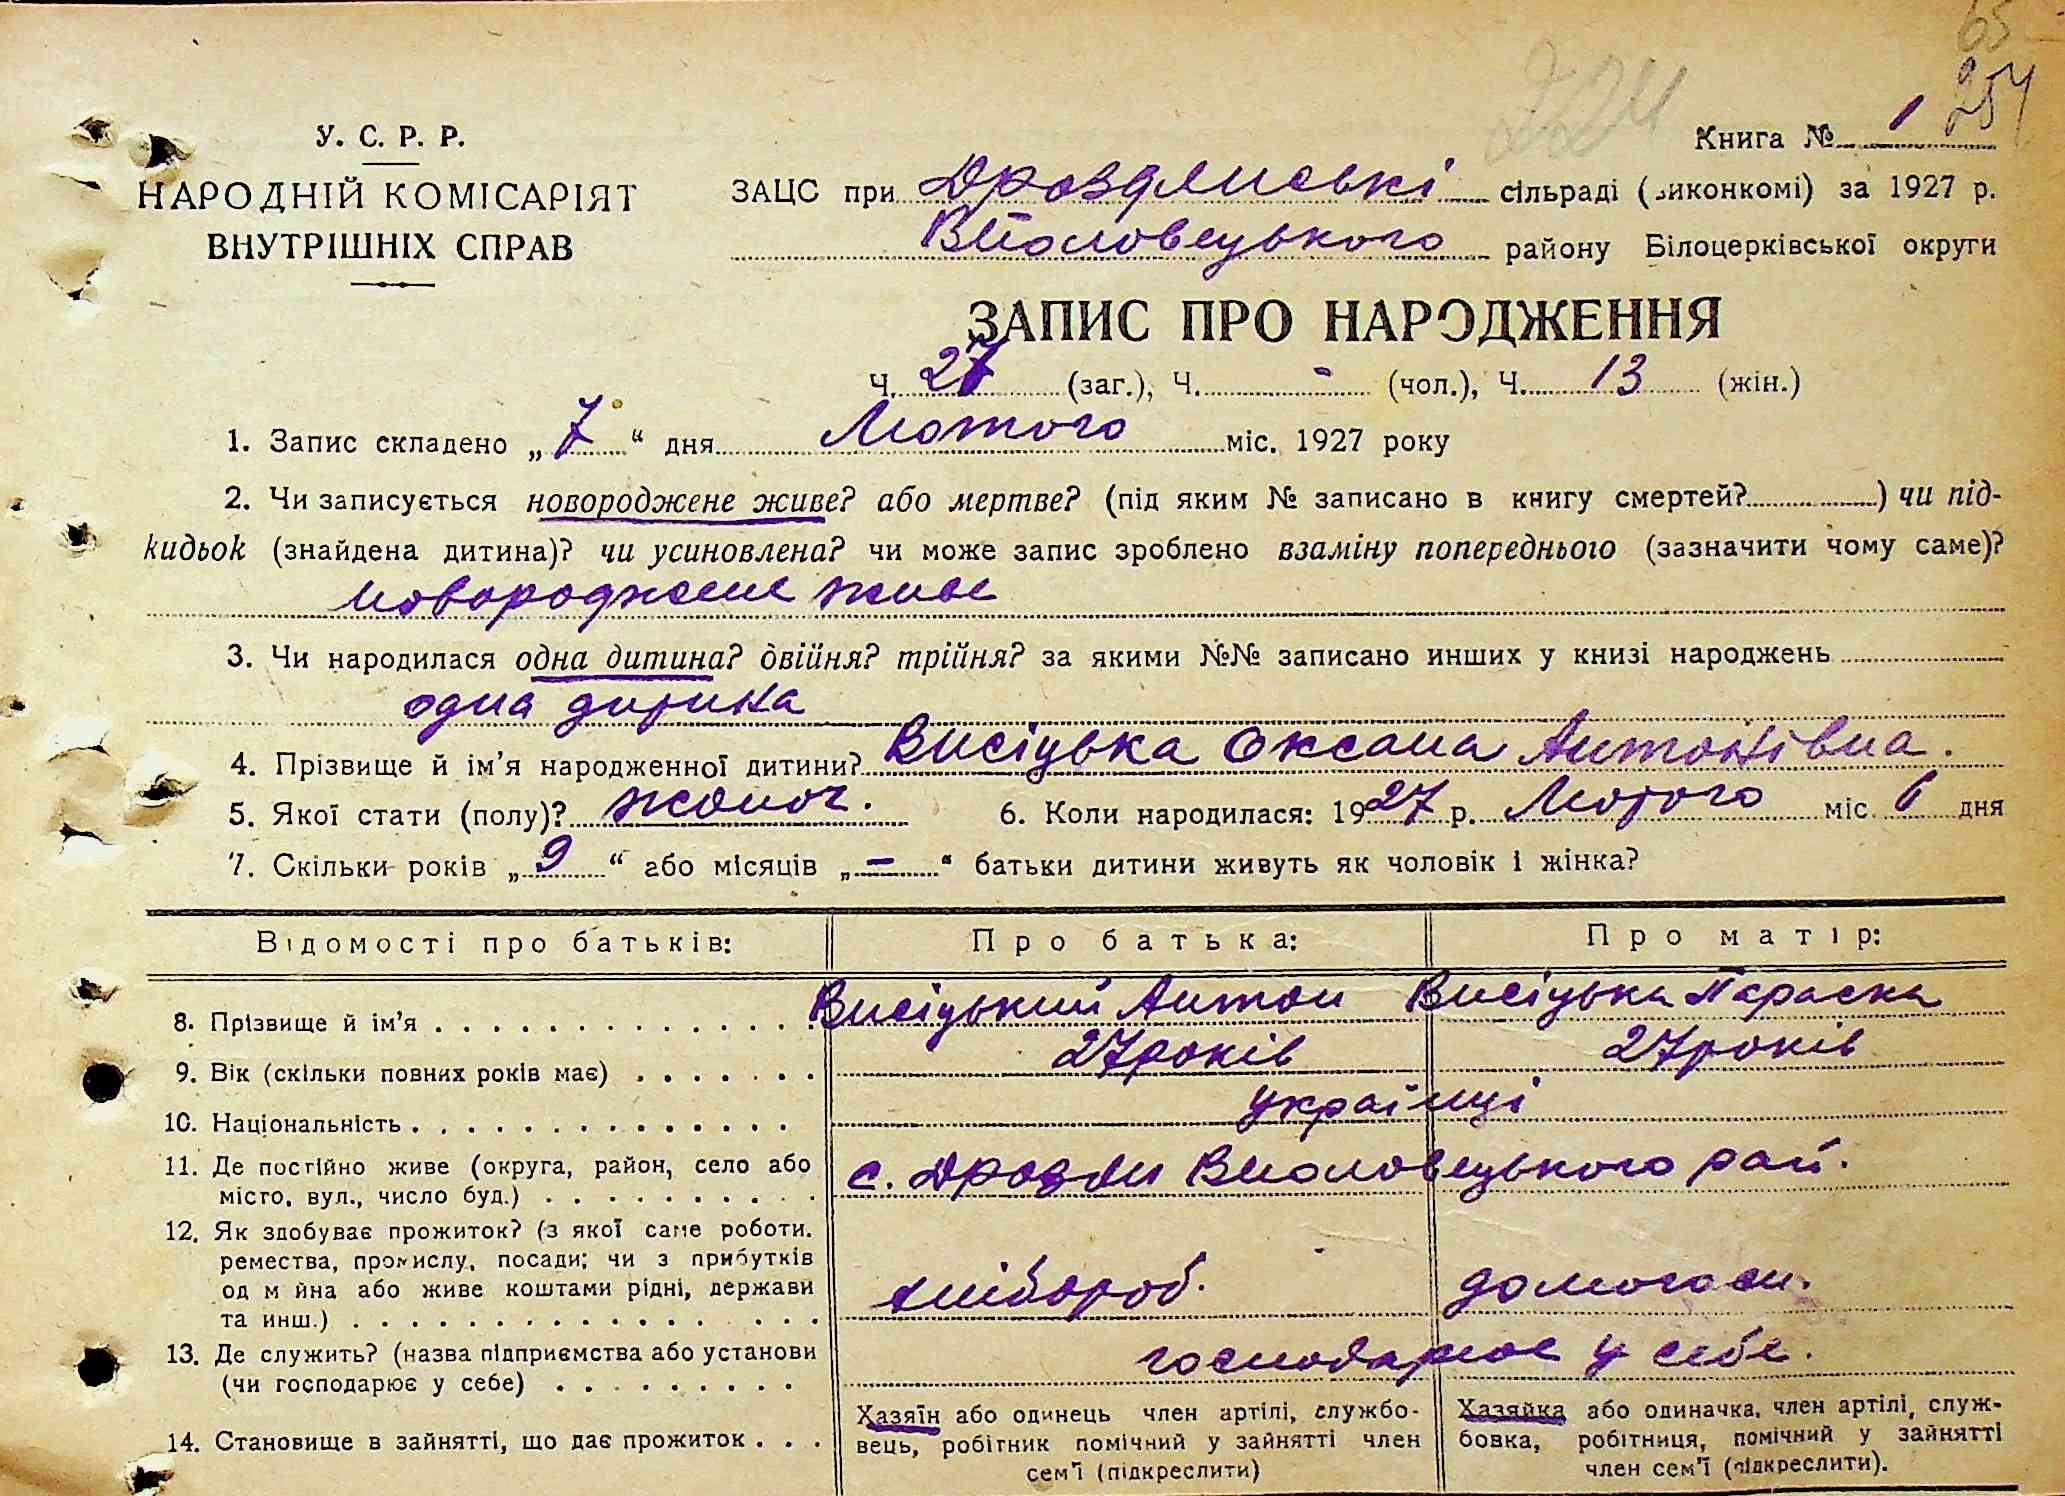 65
254
224
Книга № 1
У. С. Р. Р.
НАРОДНІЙ КОМІСАРІЯТ
ВНУТРІШНІХ СПРАВ
ЗАЦС при Дроздянські сільраді (виконкомі) за 1927 р.
району Білоцерківської округи
ЗАПИС ПРО НАРОДЖЕННЯ
Ч. 27 (заг.), Ч. - (чол.), Ч. 13 (жін.)
1. Запис складено „ 7 “ дня Лютого міс. 1927 року
2. Чи записується новороджене живе? або мертве? (під яким № записано в книгу смертей? ) чи під-
кидьок (знайдена дитина)? чи усиновлена? чи може запис зроблено взаміну попереднього (зазначити чому саме)?
новороджене живе
3. Чи народилася одна дитина? двійня? трійня? за якими №№ записано инших у книзі народжень
одна дитина
4. Прізвище й ім'я народженної дитини? Висіцька Оксана Антонівна.
5. Якої стати (полу)? жоноч. 6. Коли народилася: 1927 р. Лютого міс. 6 дня
7. Скільки років „ 9 “ або місяців „ – “ батьки дитини живуть як чоловік і жінка?
Відомості про батьків: Про батька: Про матір:
8. Прізвище й ім'я Висіцький Антон Висіцька Параска
9. Вік (скільки повних років має) 27 років 27 років
10. Національність українці
11. Де постійно живе (округа, район, село або
місто, вул., число буд.) с. Дрозди рай.
12. Як здобуває прожиток? (з якої саме роботи.
ремества, промислу, посади; чи з прибутків
од м йна або живе коштами рідні, держави
та инш.) хлібороб. домогосп.
13. Де служить? (назва підприємства або установи
(чи господарює у себе) господарює у себе.
14. Становище в зайнятті, що дає прожиток
Хазяїн або одинець член артілі, службо-
вець, робітник помічний у зайнятті член
сем'ї (підкреслити)
Хазяйка або одиначка, член артілі, служ-
бовка, робітниця, помічний у зайнятті
член сем'ї (підкреслити).